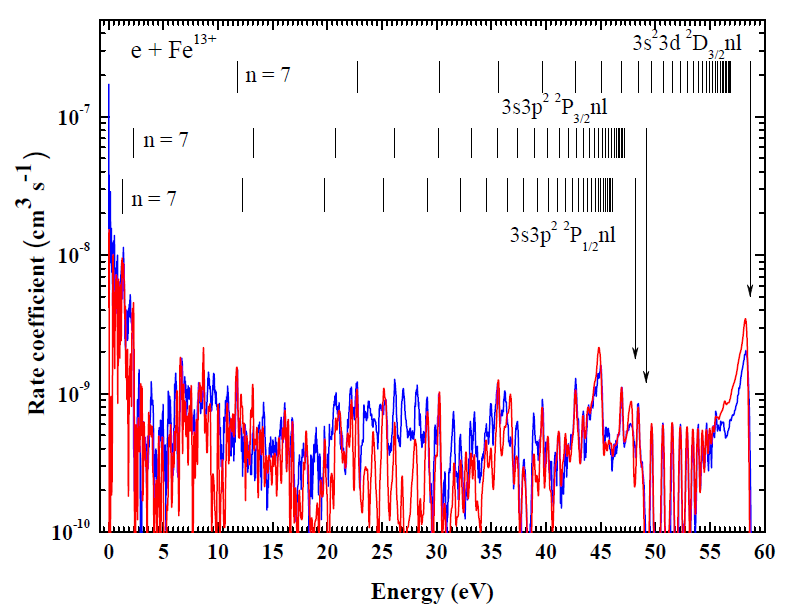 e + Fe¹³⁺
3s²3d ²D₃/₂nl
n = 7
3s3p² ²P₃/₂nl
n = 7
n = 7
3s3p² ²P₁/₂nl
10⁻⁷
10⁻⁸
10⁻⁹
10⁻¹⁰
Rate coefficient (cm³ s⁻¹)
0 5 10 15 20 25 30 35 40 45 50 55 60
Energy (eV)